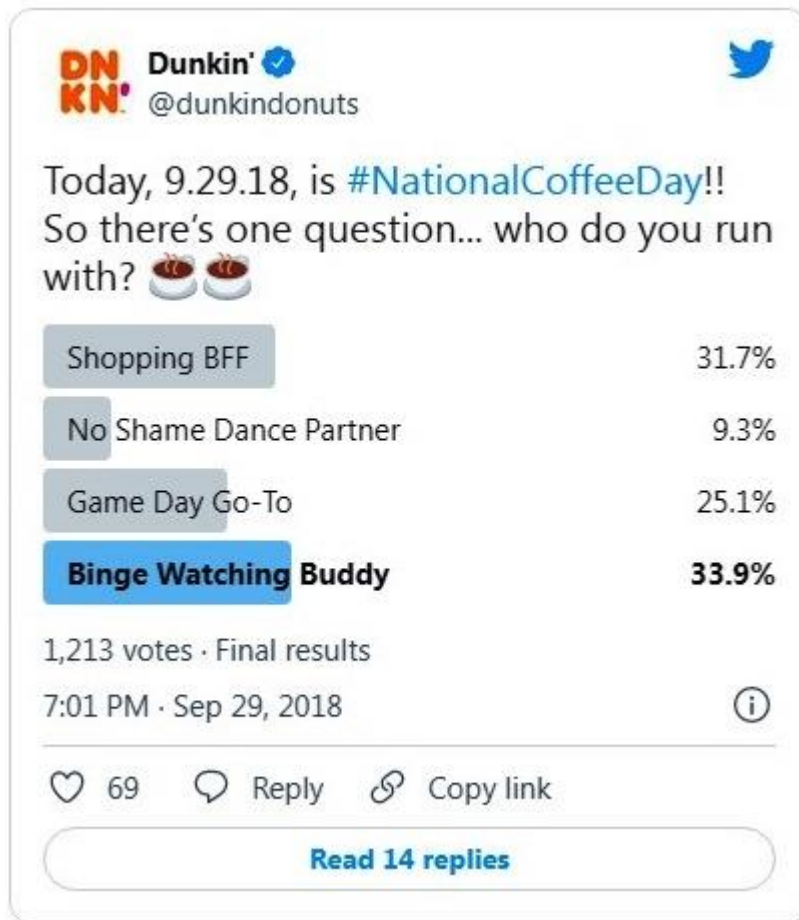 DN
KN'
Dunkin'
@dunkindonuts
Today, 9.29.18, is #NationalCoffeeDay!!
So there's one question... who do you run
with? ☕☕
Shopping BFF 31.7%
No Shame Dance Partner 9.3%
Game Day Go-To 25.1%
Binge Watching Buddy 33.9%
1,213 votes · Final results
7:01 PM · Sep 29, 2018
69 Reply Copy link
Read 14 replies